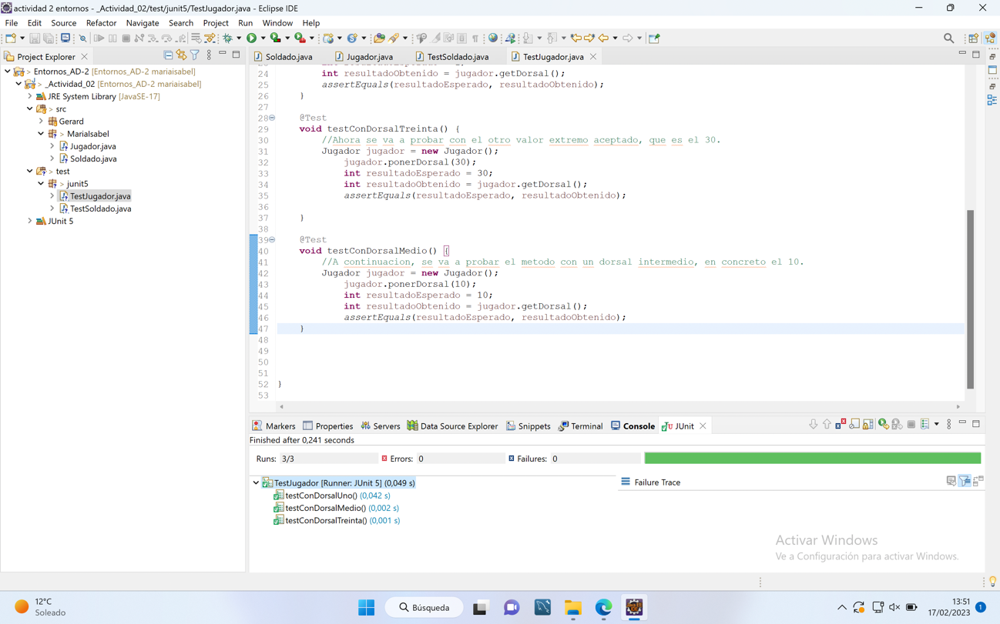 actividad 2 entornos - _Actividad_02/test/junit5/TestJugador.java - Eclipse IDE
File Edit Source Refactor Navigate Search Project Run Window Help
Project Explorer
Entornos_AD-2 [Entornos_AD-2 mariaisabel]
_Actividad_02 [Entornos_AD-2 mariaisabel]
JRE System Library [JavaSE-17]
src
Gerard
MariaIsabel
Jugador.java
Soldado.java
test
junit5
TestJugador.java
TestSoldado.java
JUnit 5
Soldado.java Jugador.java TestSoldado.java TestJugador.java
24 int resultadoObtenido = jugador.getDorsal();
25 assertEquals(resultadoEsperado, resultadoObtenido);
26 }
27
28 @Test
29 void testConDorsalTreinta() {
30 //Ahora se va a probar con el otro valor extremo aceptado, que es el 30.
31 Jugador jugador = new Jugador();
32 jugador.ponerDorsal(30);
33 int resultadoEsperado = 30;
34 int resultadoObtenido = jugador.getDorsal();
35 assertEquals(resultadoEsperado, resultadoObtenido);
36
37 }
38
39 @Test
40 void testConDorsalMedio() {
41 //A continuacion, se va a probar el metodo con un dorsal intermedio, en concreto el 10.
42 Jugador jugador = new Jugador();
43 jugador.ponerDorsal(10);
44 int resultadoEsperado = 10;
45 int resultadoObtenido = jugador.getDorsal();
46 assertEquals(resultadoEsperado, resultadoObtenido);
47 }
48
49
50
51
52 }
53
Markers Properties Servers Data Source Explorer Snippets Terminal Console JUnit
Finished after 0,241 seconds
Runs: 3/3 Errors: 0 Failures: 0
TestJugador [Runner: JUnit 5] (0,049 s)
testConDorsalUno() (0,042 s)
testConDorsalMedio() (0,002 s)
testConDorsalTreinta() (0,001 s)
Failure Trace
Activar Windows
Ve a Configuración para activar Windows.
12°C
Soleado
Búsqueda
13:51
17/02/2023
1